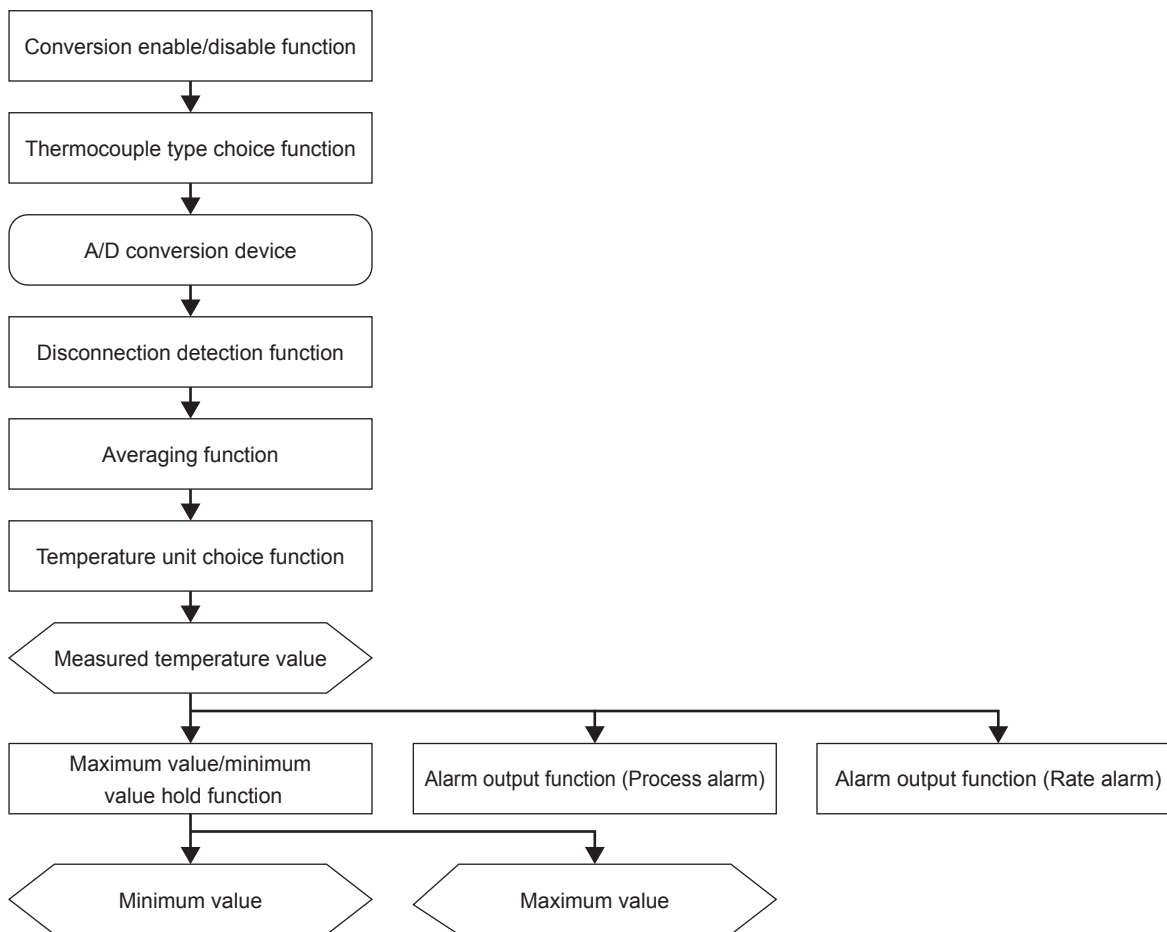 Conversion enable/disable function
Thermocouple type choice function
A/D conversion device
Disconnection detection function
Averaging function
Temperature unit choice function
Measured temperature value
Maximum value/minimum
value hold function
Alarm output function (Process alarm)
Alarm output function (Rate alarm)
Minimum value
Maximum value